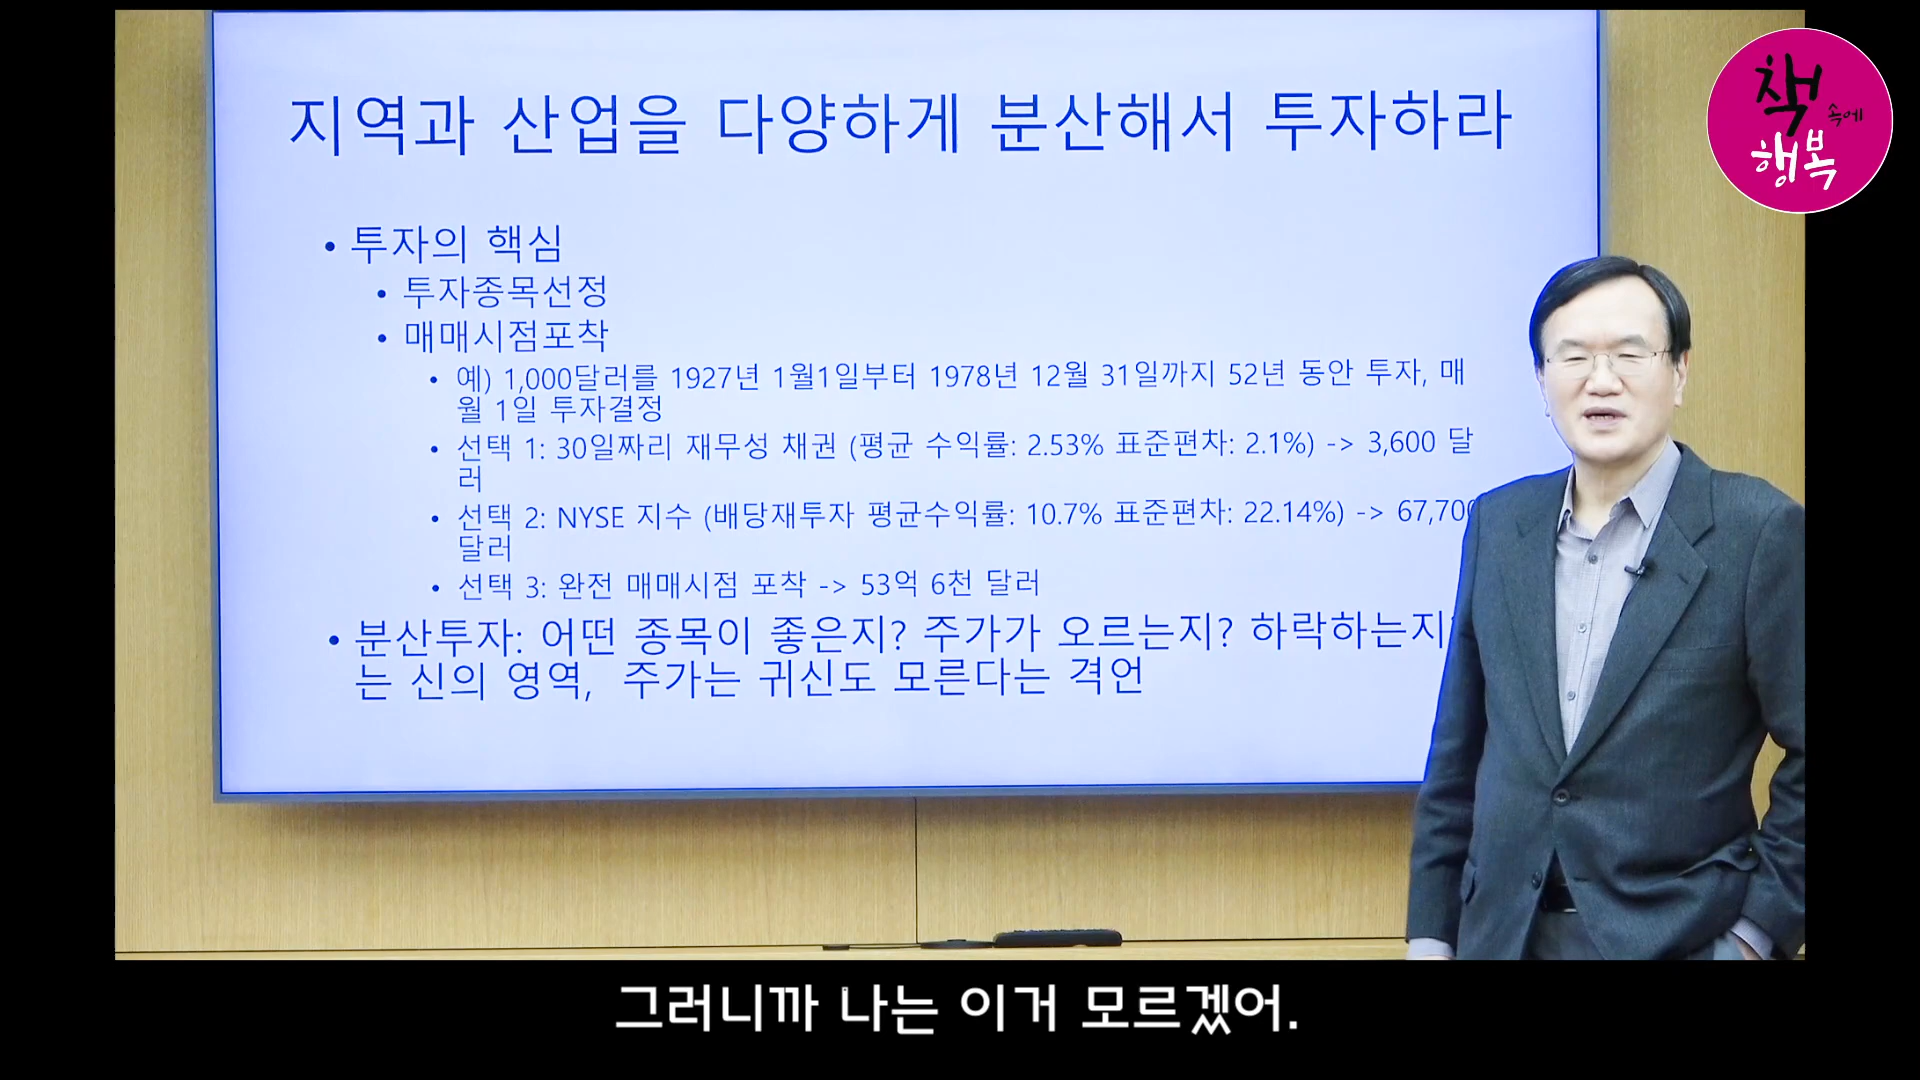 지역과 산업을 다양하게 분산해서 투자하라
책
속에
행복
• 투자의 핵심
• 투자종목선정
• 매매시점포착
• 예) 1,000달러를 1927년 1월1일부터 1978년 12월 31일까지 52년 동안 투자, 매
월 1일 투자결정
• 선택 1: 30일짜리 재무성 채권 (평균 수익률: 2.53% 표준편차: 2.1%) -> 3,600 달
러
• 선택 2: NYSE 지수 (배당재투자 평균수익률: 10.7% 표준편차: 22.14%) -> 67,700
달러
• 선택 3: 완전 매매시점 포착 -> 53억 6천 달러
• 분산투자: 어떤 종목이 좋은지? 주가가 오르는지? 하락하는지?
는 신의 영역, 주가는 귀신도 모른다는 격언
그러니까 나는 이거 모르겠어.